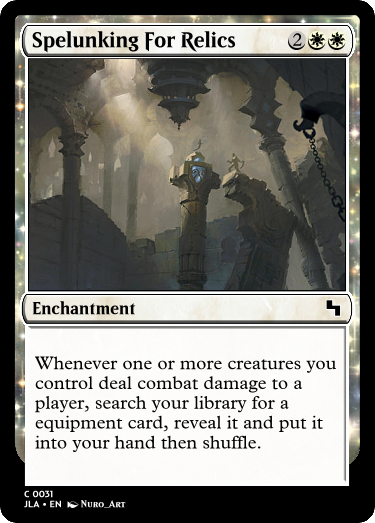 Spelunking For Relics 2
Enchantment
Whenever one or more creatures you
control deal combat damage to a
player, search your library for a
equipment card, reveal it and put it
into your hand then shuffle.
C 0031
JLA • EN Nuro_Art